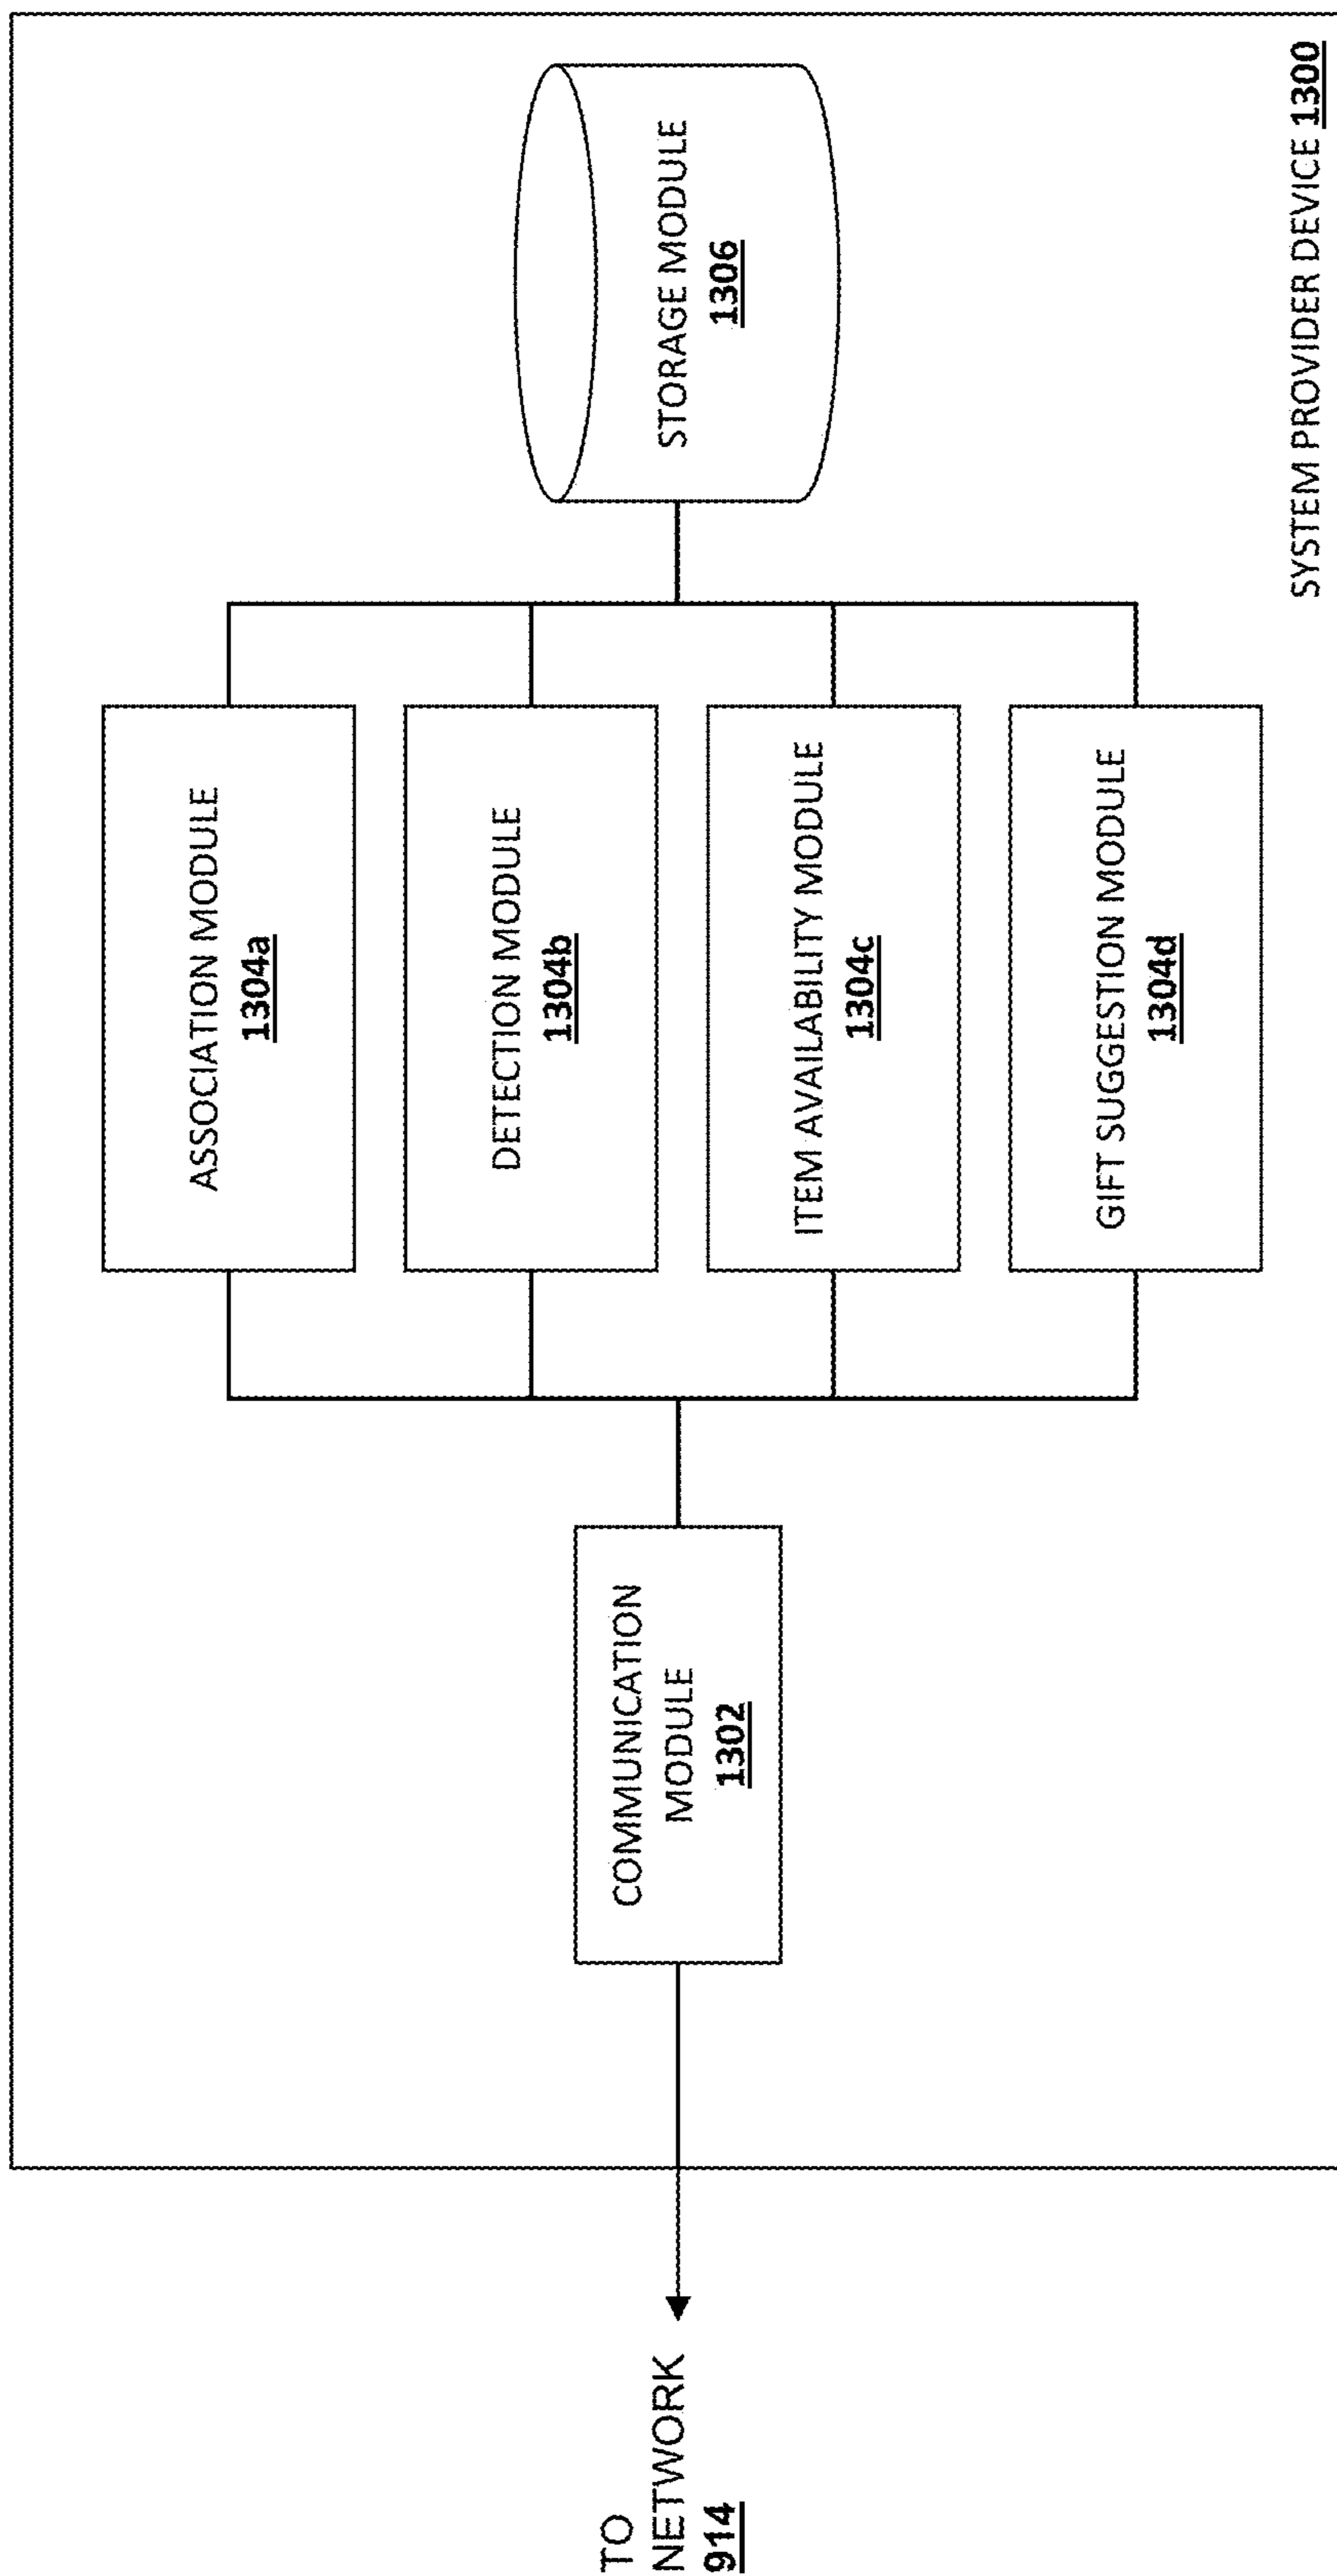 TO
NETWORK
914
COMMUNICATION
MODULE
1302
ASSOCIATION MODULE
1304a
DETECTION MODULE
1304b
ITEM AVAILABILITY MODULE
1304c
GIFT SUGGESTION MODULE
1304d
STORAGE MODULE
1306
SYSTEM PROVIDER DEVICE 1300